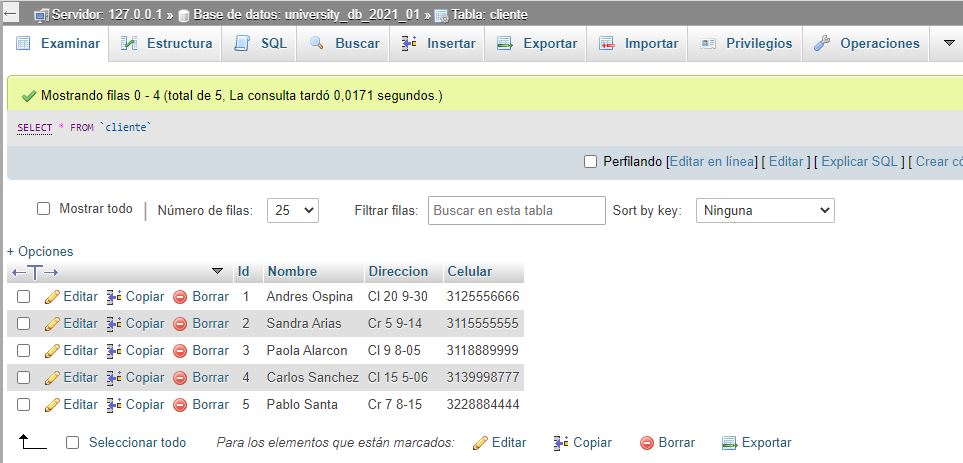 Servidor: 127.0.0.1 » Base de datos: university_db_2021_01 » Tabla: cliente
Examinar Estructura SQL Buscar Insertar Exportar Importar Privilegios Operaciones
Mostrando filas 0 - 4 (total de 5, La consulta tardó 0,0171 segundos.)
SELECT * FROM `cliente`
Perfilando [Editar en línea] [ Editar ] [ Explicar SQL ] [ Crear có
Mostrar todo | Número de filas: 25 Filtrar filas: Buscar en esta tabla Sort by key: Ninguna
+ Opciones
←T→ Id Nombre Direccion Celular
Editar Copiar Borrar 1 Andres Ospina Cl 20 9-30 3125556666
Editar Copiar Borrar 2 Sandra Arias Cr 5 9-14 3115555555
Editar Copiar Borrar 3 Paola Alarcon Cl 9 8-05 3118889999
Editar Copiar Borrar 4 Carlos Sanchez Cl 15 5-06 3139998777
Editar Copiar Borrar 5 Pablo Santa Cr 7 8-15 3228884444
Seleccionar todo Para los elementos que están marcados: Editar Copiar Borrar Exportar